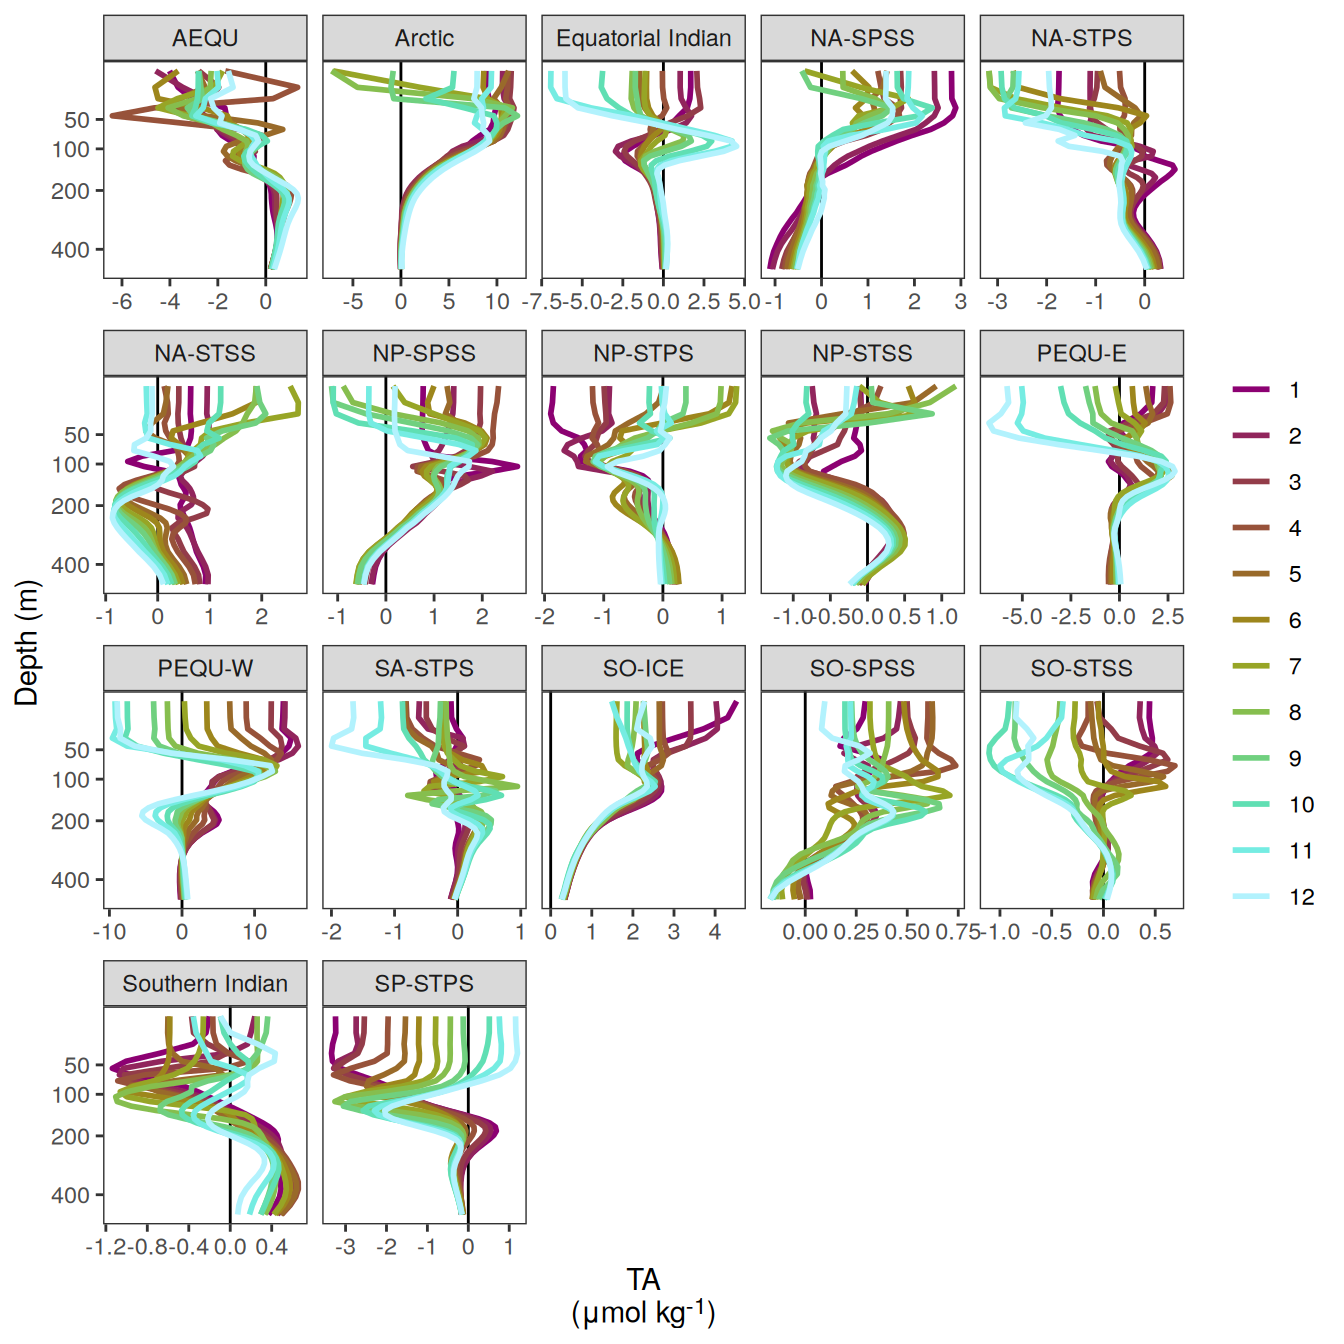 AEQU Arctic Equatorial Indian NA-SPSS NA-STPS
50
100
200
400
-6 -4 -2 0 -5 0 5 10 -7.5 -5.0 -2.5 0 2.5 5.0 -1 0 1 2 3 -3 -2 -1 0
NA-STSS NP-SPSS NP-STPS NP-STSS PEQU-E
50
100
200
400
-1 0 1 2 -1 0 1 2 -2 -1 0 1 -1.0 -0.5 0.0 0.5 1.0 -5.0 -2.5 0.0 2.5
PEQU-W SA-STPS SO-ICE SO-SPSS SO-STSS
50
100
200
400
-10 0 10 -2 -1 0 1 0 1 2 3 4 0.00 0.25 0.50 0.75 -1.0 -0.5 0.0 0.5
Southern Indian SP-STPS
50
100
200
400
-1.2 -0.8 -0.4 0.0 0.4 -3 -2 -1 0 1
Depth (m)
TA
(μmol kg⁻¹)
1
2
3
4
5
6
7
8
9
10
11
12